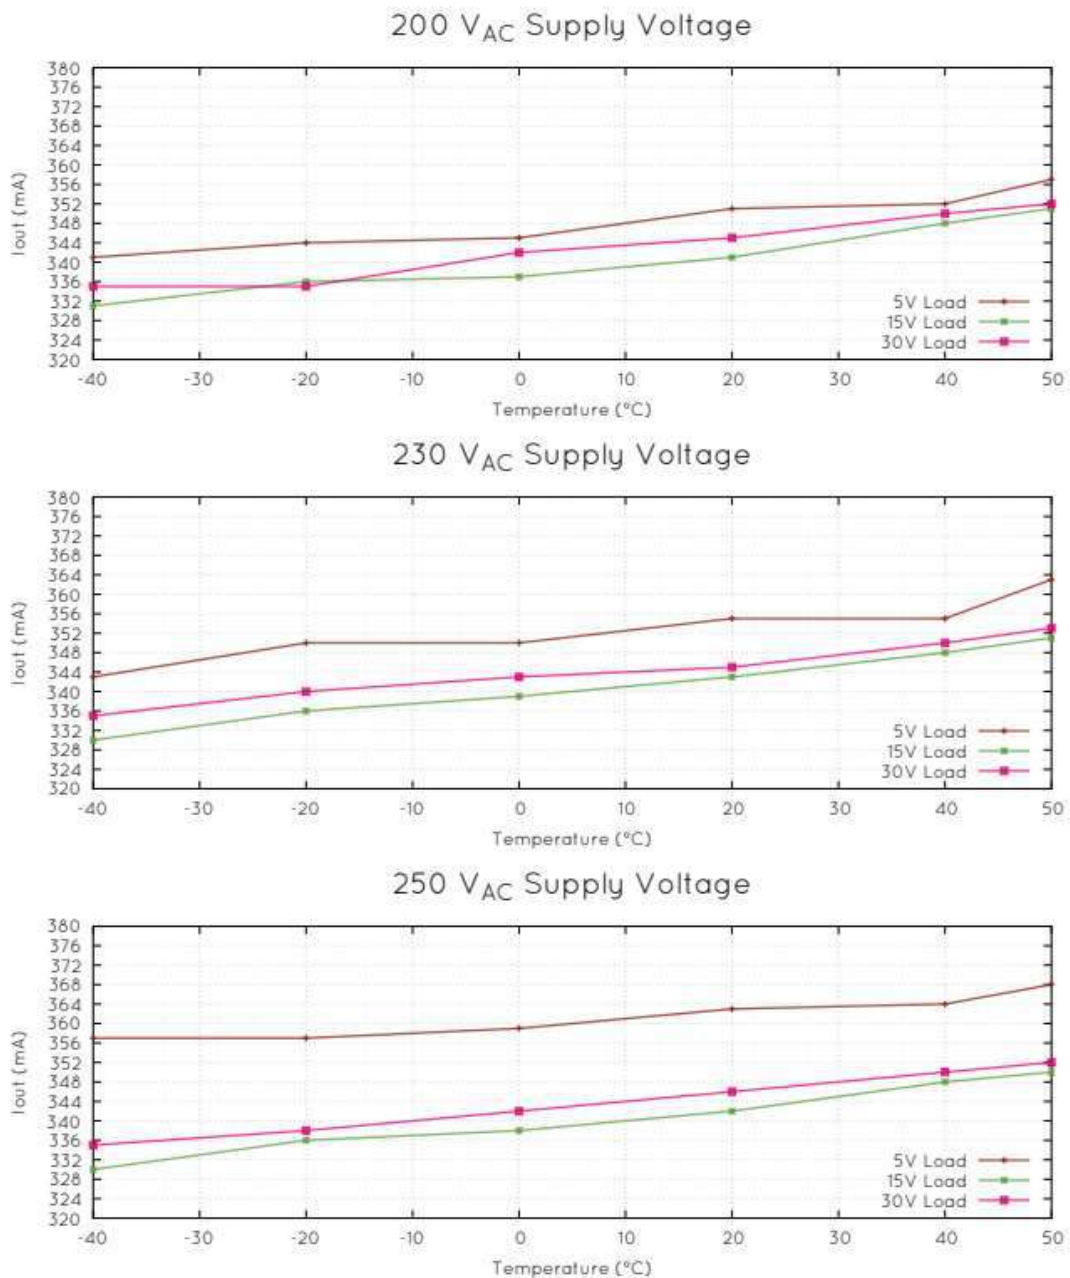 200 VAC Supply Voltage
380
376
372
368
364
360
356
352
348
344
340
336
332
328
324
320
Iout (mA)
5V Load
15V Load
30V Load
-40 -30 -20 -10 0 10 20 30 40 50
Temperature (°C)
230 VAC Supply Voltage
380
376
372
368
364
360
356
352
348
344
340
336
332
328
324
320
Iout (mA)
5V Load
15V Load
30V Load
-40 -30 -20 -10 0 10 20 30 40 50
Temperature (°C)
250 VAC Supply Voltage
380
376
372
368
364
360
356
352
348
344
340
336
332
328
324
320
Iout (mA)
5V Load
15V Load
30V Load
-40 -30 -20 -10 0 10 20 30 40 50
Temperature (°C)